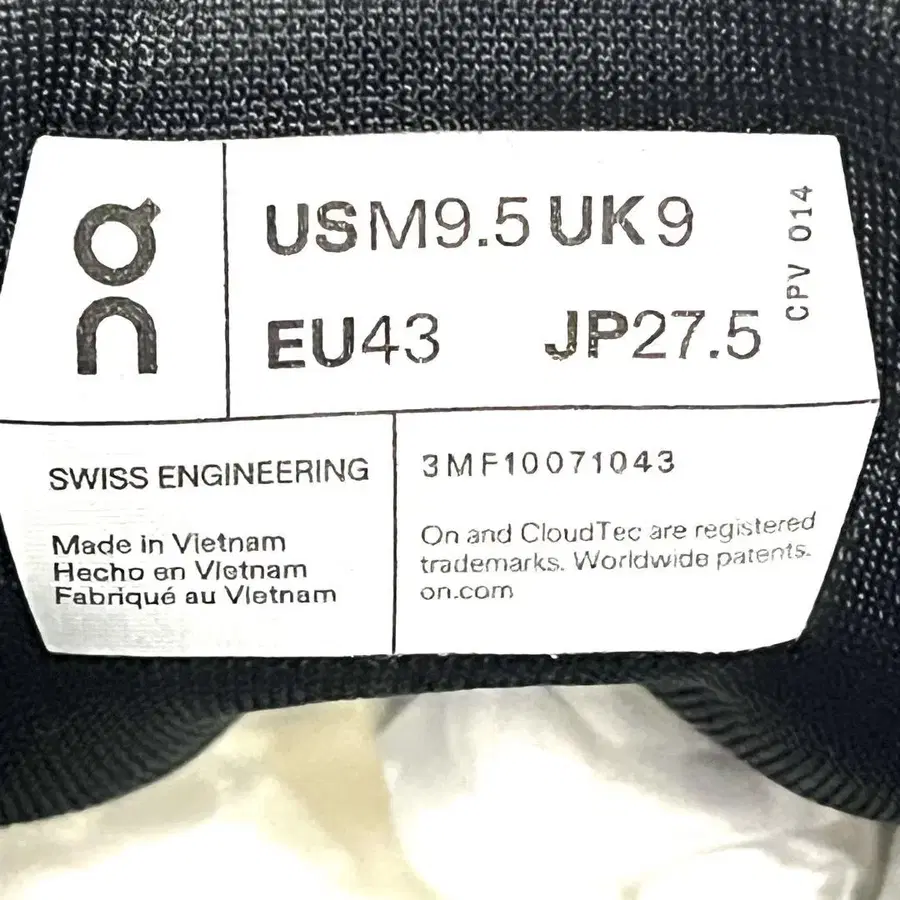 on
USM9.5 UK9
EU43 JP27.5
CPV 014
SWISS ENGINEERING
Made in Vietnam
Hecho en Vietnam
Fabriqué au Vietnam
3MF10071043
On and CloudTec are registered
trademarks. Worldwide patents.
on.com